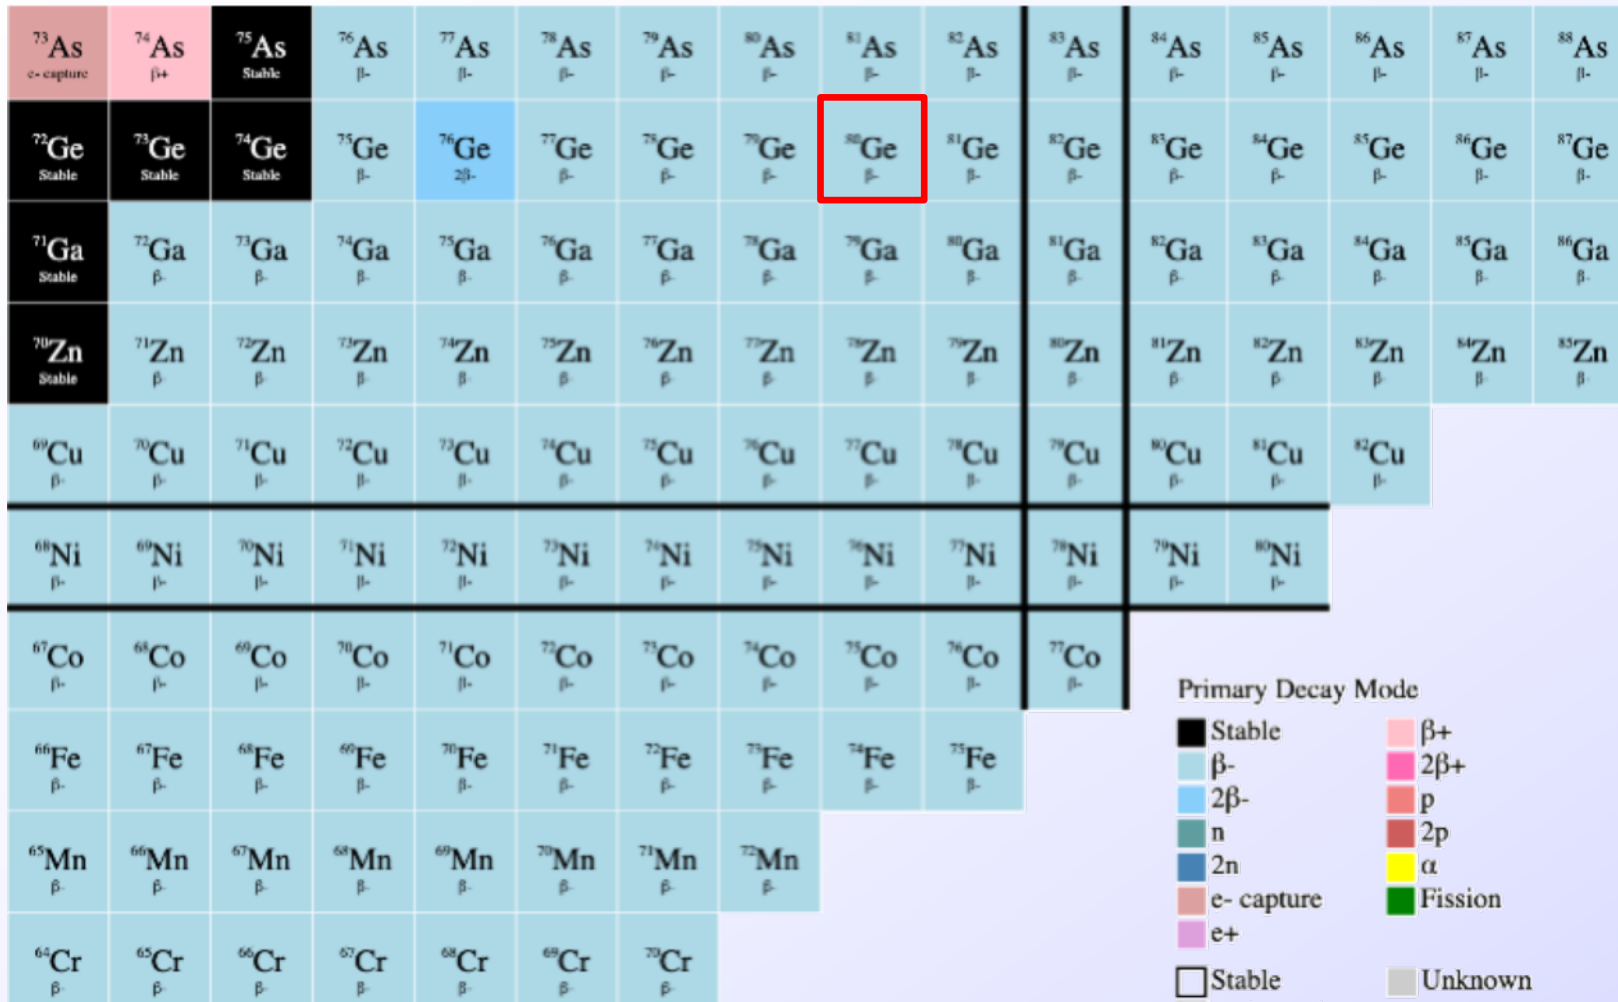 73As 74As 75As 76As 77As 78As 79As 80As 81As 82As 83As 84As 85As 86As 87As 88As
e- capture β+ Stable β- β- β- β- β- β- β- β- β- β- β- β- β-
72Ge 73Ge 74Ge 75Ge 76Ge 77Ge 78Ge 79Ge 80Ge 81Ge 82Ge 83Ge 84Ge 85Ge 86Ge 87Ge
Stable Stable Stable β- 2β- β- β- β- β- β- β- β- β- β- β- β-
71Ga 72Ga 73Ga 74Ga 75Ga 76Ga 77Ga 78Ga 79Ga 80Ga 81Ga 82Ga 83Ga 84Ga 85Ga 86Ga
Stable β- β- β- β- β- β- β- β- β- β- β- β- β- β- β-
70Zn 71Zn 72Zn 73Zn 74Zn 75Zn 76Zn 77Zn 78Zn 79Zn 80Zn 81Zn 82Zn 83Zn 84Zn 85Zn
Stable β- β- β- β- β- β- β- β- β- β- β- β- β- β- β-
69Cu 70Cu 71Cu 72Cu 73Cu 74Cu 75Cu 76Cu 77Cu 78Cu 79Cu 80Cu 81Cu 82Cu
β- β- β- β- β- β- β- β- β- β- β- β- β- β-
68Ni 69Ni 70Ni 71Ni 72Ni 73Ni 74Ni 75Ni 76Ni 77Ni 78Ni 79Ni 80Ni
β- β- β- β- β- β- β- β- β- β- β- β- β-
67Co 68Co 69Co 70Co 71Co 72Co 73Co 74Co 75Co 76Co 77Co
β- β- β- β- β- β- β- β- β- β- β-
66Fe 67Fe 68Fe 69Fe 70Fe 71Fe 72Fe 73Fe 74Fe 75Fe
β- β- β- β- β- β- β- β- β- β-
65Mn 66Mn 67Mn 68Mn 69Mn 70Mn 71Mn 72Mn
β- β- β- β- β- β- β- β-
64Cr 65Cr 66Cr 67Cr 68Cr 69Cr 70Cr
β- β- β- β- β- β- β-
Primary Decay Mode
Stable β+
β- 2β+
2β- p
n 2p
2n α
e- capture Fission
e+
Stable Unknown